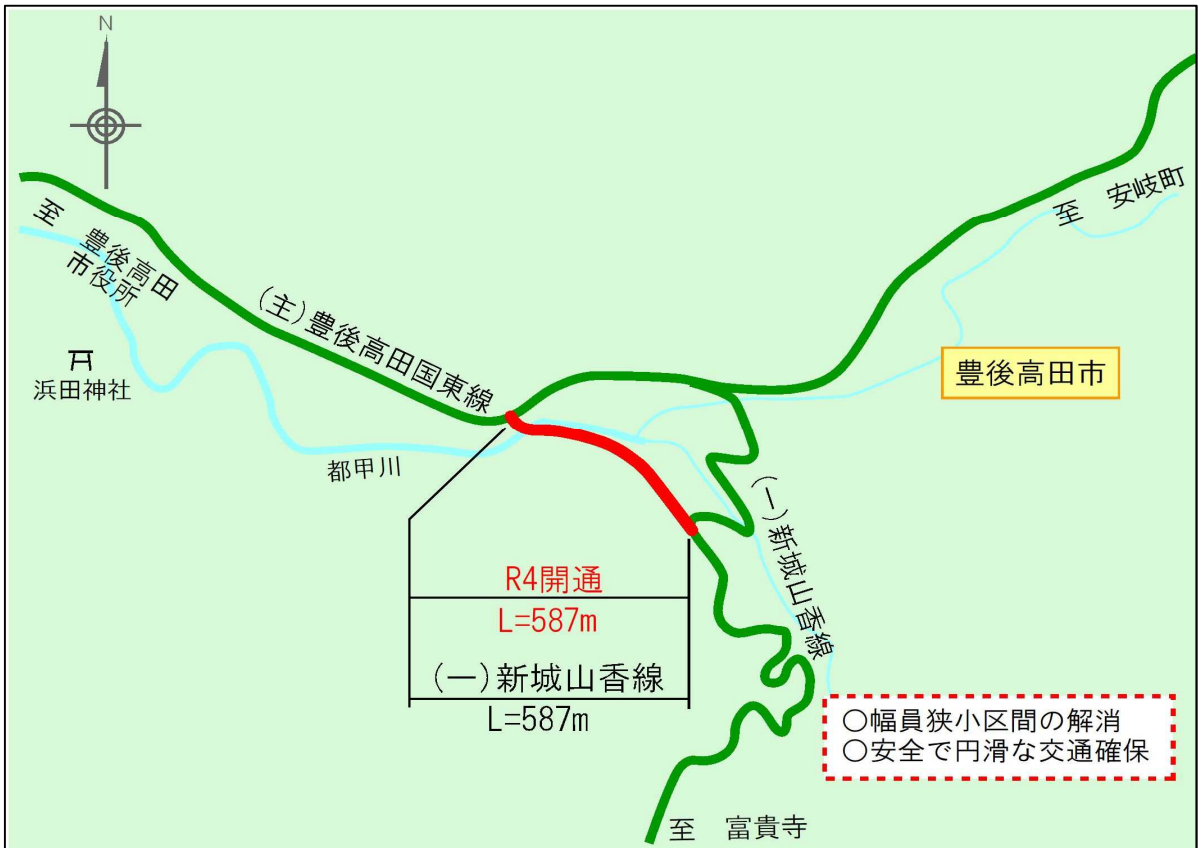 N
至 安岐町
至 豊後高田
市役所
(主)豊後高田国東線
豊後高田市
浜田神社
都甲川
(一)新城山香線
R4開通
L=587m
(一)新城山香線
L=587m
○幅員狭小区間の解消
○安全で円滑な交通確保
至 富貴寺